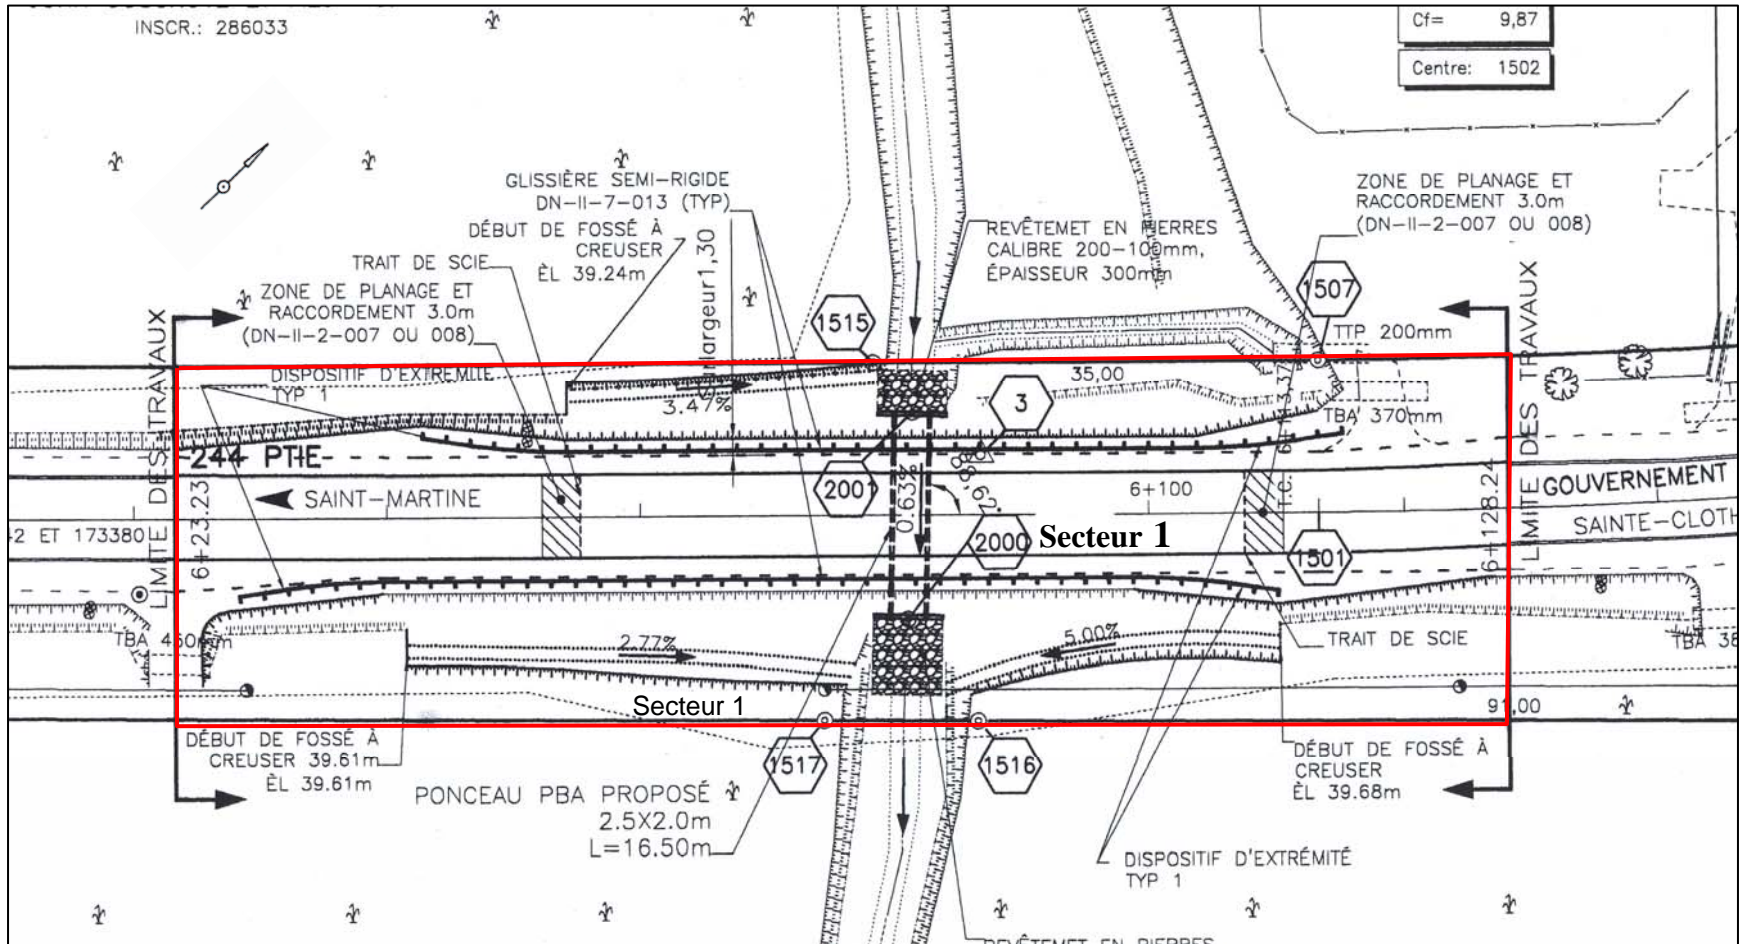 INSCR.: 286033
Cf= 9,87
Centre: 1502
GLISSIÈRE SEMI-RIGIDE
DN-II-7-013 (TYP)
DÉBUT DE FOSSÉ À
CREUSER
ÈL 39.24m
TRAIT DE SCIE
ZONE DE PLANAGE ET
RACCORDEMENT 3.0m
(DN-II-2-007 OU 008)
largeur 1,30
REVÊTEMET EN PIERRES
CALIBRE 200-100mm,
ÉPAISSEUR 300mm
ZONE DE PLANAGE ET
RACCORDEMENT 3.0m
(DN-II-2-007 OU 008)
1515
1507
TTP 200mm
LIMITE DES TRAVAUX
DISPOSITIF D'EXTREMITE
TYP 1
3.47%
35,00
3
TBA 370mm
LIMITE DES TRAVAUX
244 PTIE
6+23.23
SAINT-MARTINE
2001
0.63%
6+100
T.C.
6+128.24
GOUVERNEMENT
SAINTE-CLOTH
2 ET 173380
2000
Secteur 1
1501
TBA 450mm
2.77%
5.00%
TRAIT DE SCIE
TBA 38
Secteur 1
91,00
DÉBUT DE FOSSÉ À
CREUSER 39.61m
ÈL 39.61m
1517
1516
DÉBUT DE FOSSÉ À
CREUSER
ÈL 39.68m
PONCEAU PBA PROPOSÉ
2.5X2.0m
L=16.50m
DISPOSITIF D'EXTRÉMITÉ
TYP 1
REVÊTEMET EN PIERRES